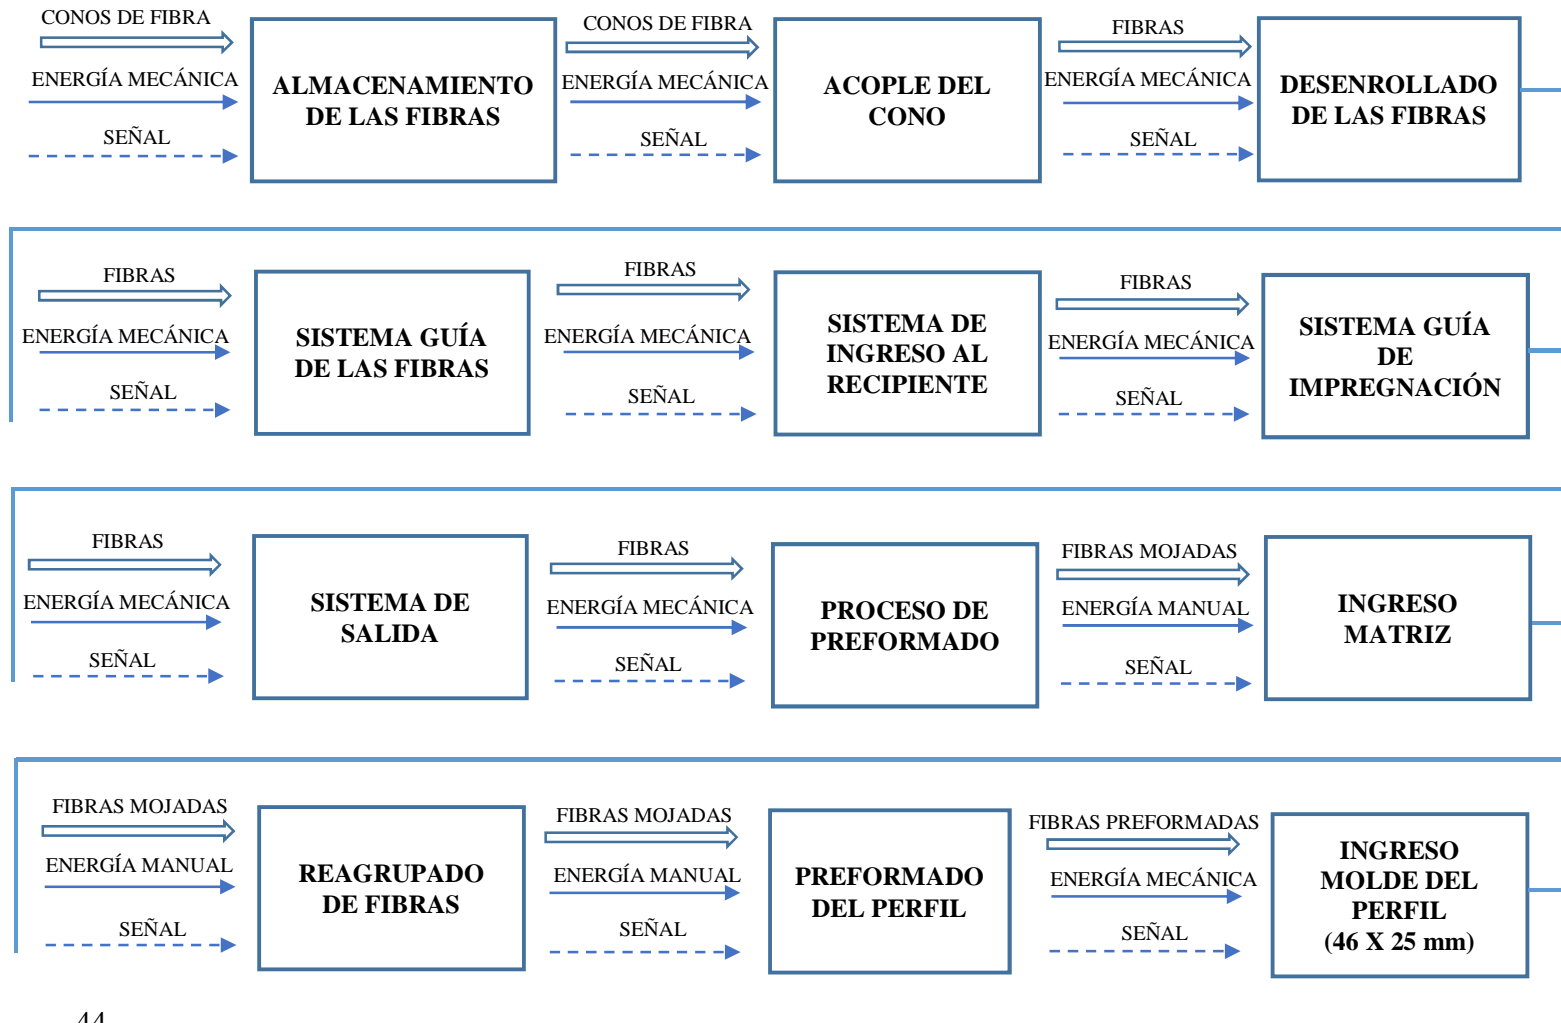 CONOS DE FIBRA
ENERGÍA MECÁNICA
SEÑAL
ALMACENAMIENTO
DE LAS FIBRAS
CONOS DE FIBRA
ENERGÍA MECÁNICA
SEÑAL
ACOPLE DEL
CONO
FIBRAS
ENERGÍA MECÁNICA
SEÑAL
DESENROLLADO
DE LAS FIBRAS
FIBRAS
ENERGÍA MECÁNICA
SEÑAL
SISTEMA GUÍA
DE LAS FIBRAS
FIBRAS
ENERGÍA MECÁNICA
SEÑAL
SISTEMA DE
INGRESO AL
RECIPIENTE
FIBRAS
ENERGÍA MECÁNICA
SEÑAL
SISTEMA GUÍA
DE
IMPREGNACIÓN
FIBRAS
ENERGÍA MECÁNICA
SEÑAL
SISTEMA DE
SALIDA
FIBRAS
ENERGÍA MECÁNICA
SEÑAL
PROCESO DE
PREFORMADO
FIBRAS MOJADAS
ENERGÍA MANUAL
SEÑAL
INGRESO
MATRIZ
FIBRAS MOJADAS
ENERGÍA MANUAL
SEÑAL
REAGRUPADO
DE FIBRAS
FIBRAS MOJADAS
ENERGÍA MANUAL
SEÑAL
PREFORMADO
DEL PERFIL
FIBRAS PREFORMADAS
ENERGÍA MECÁNICA
SEÑAL
INGRESO
MOLDE DEL
PERFIL
(46 X 25 mm)
44